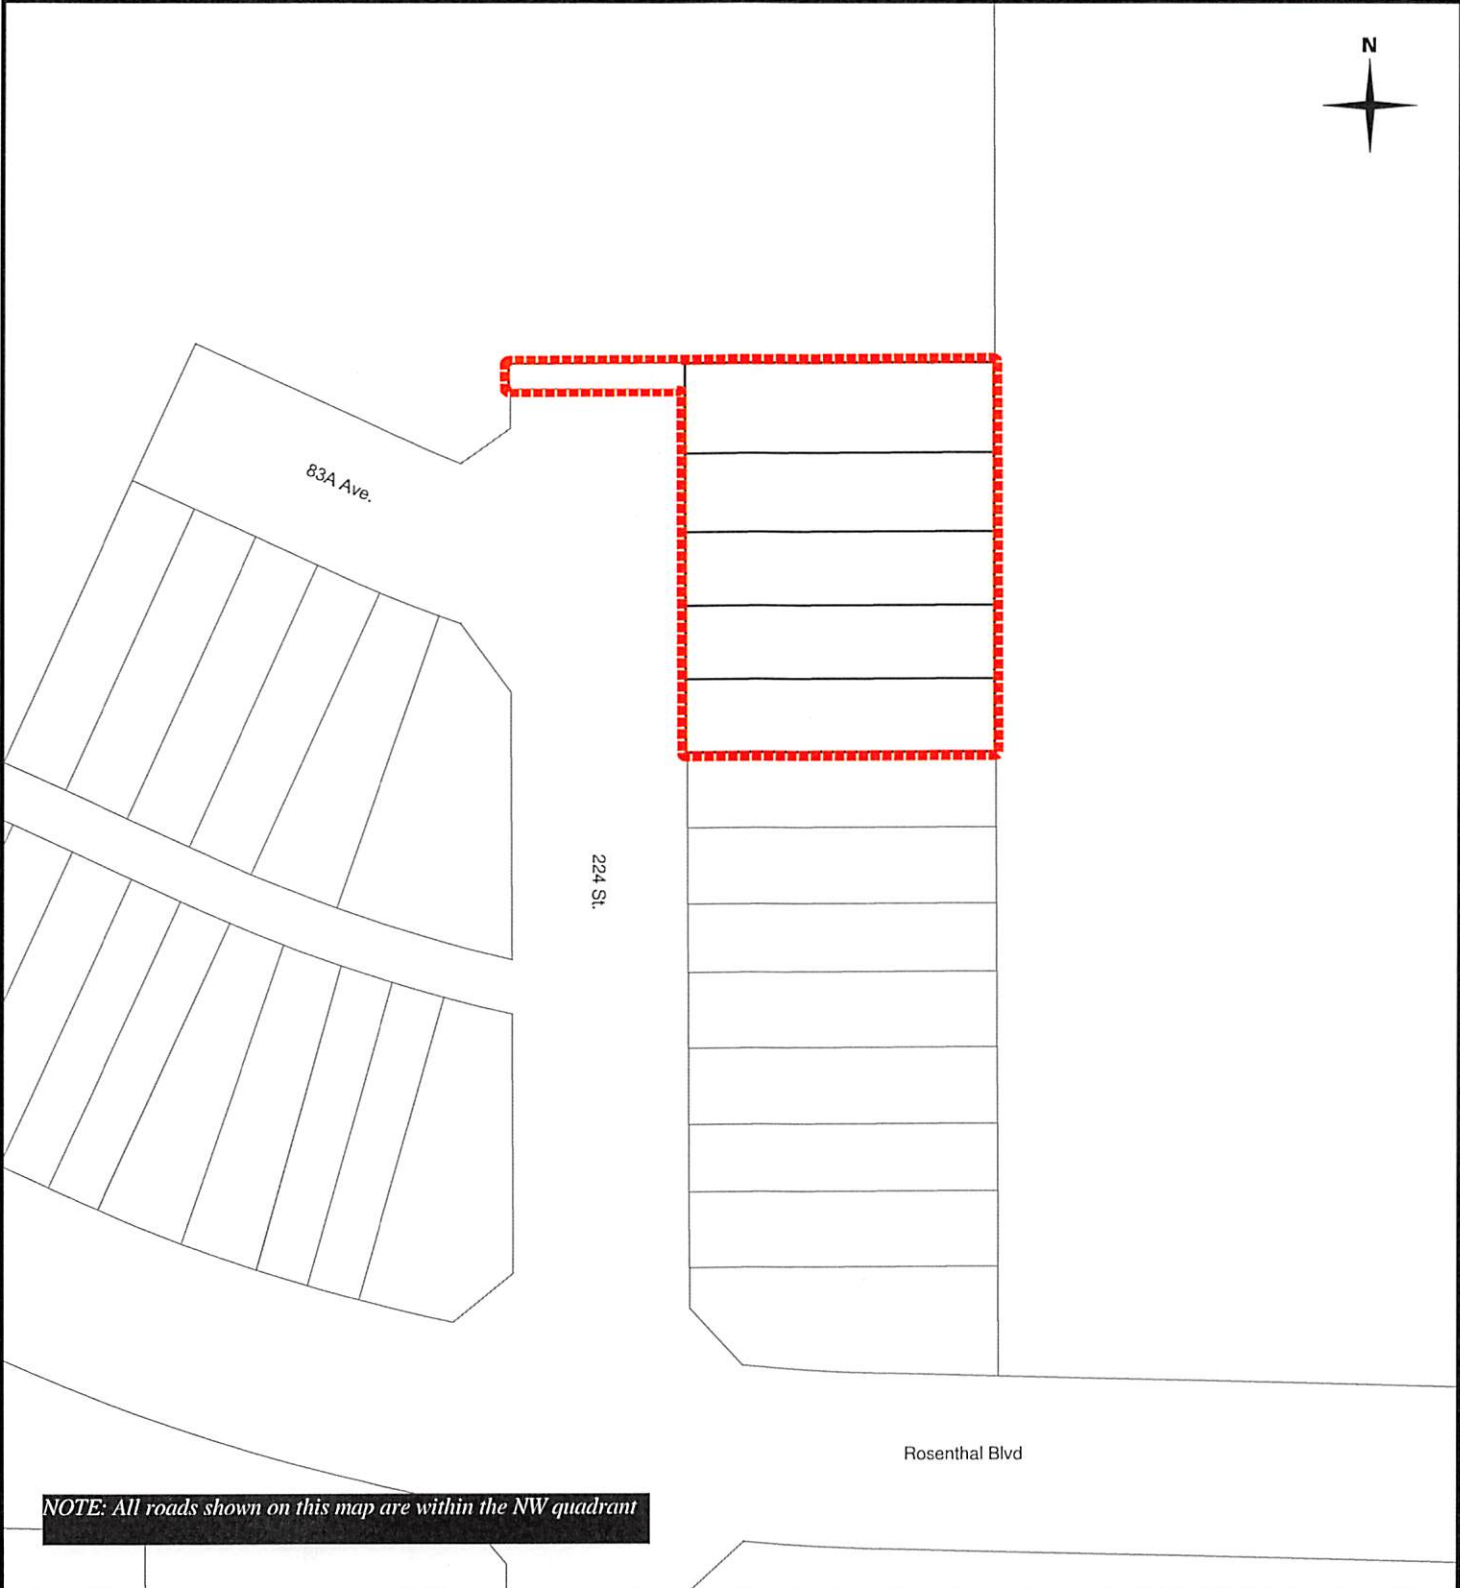 N
83A Ave.
224 St.
Rosenthal Blvd
NOTE: All roads shown on this map are within the NW quadrant